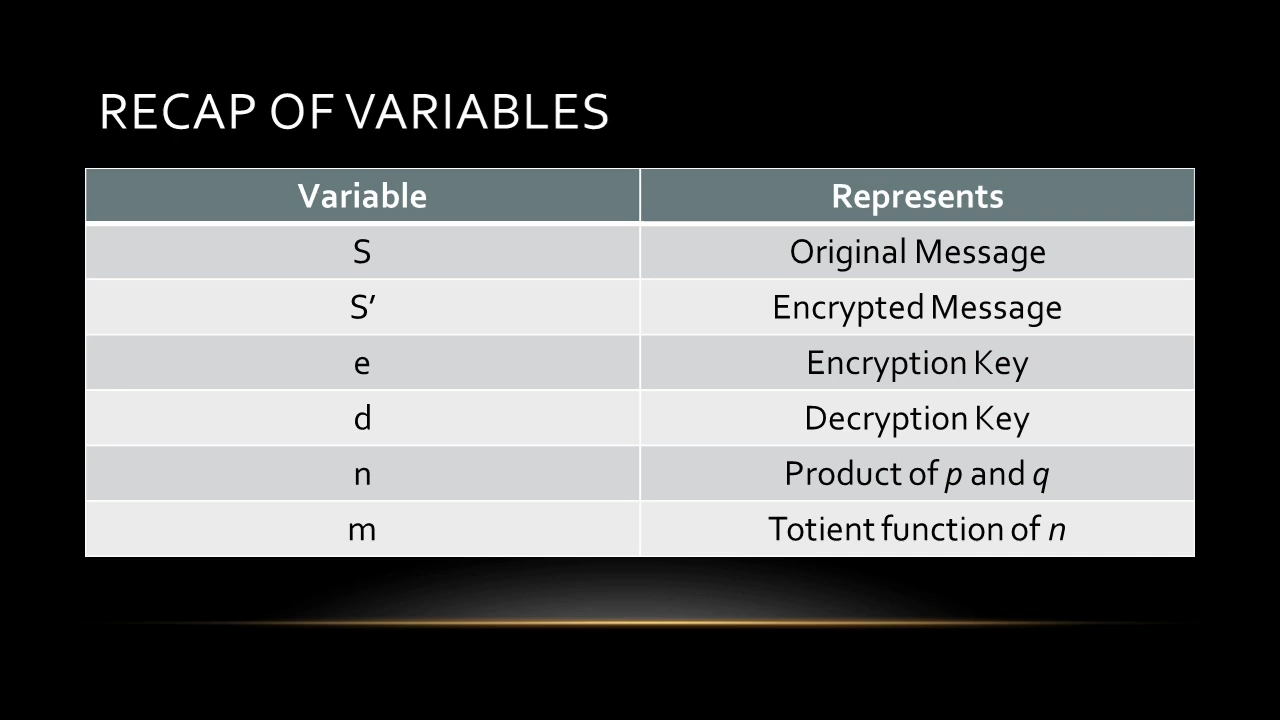 RECAP OF VARIABLES
Variable Represents
S Original Message
S’ Encrypted Message
e Encryption Key
d Decryption Key
n Product of p and q
m Totient function of n